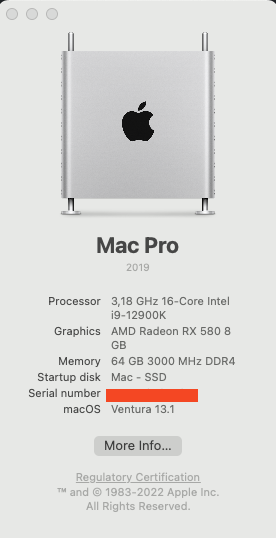 Mac Pro
2019
Processor 3,18 GHz 16-Core Intel
i9-12900K
Graphics AMD Radeon RX 580 8
GB
Memory 64 GB 3000 MHz DDR4
Startup disk Mac - SSD
Serial number
macOS Ventura 13.1
More Info...
Regulatory Certification
™ and © 1983-2022 Apple Inc.
All Rights Reserved.